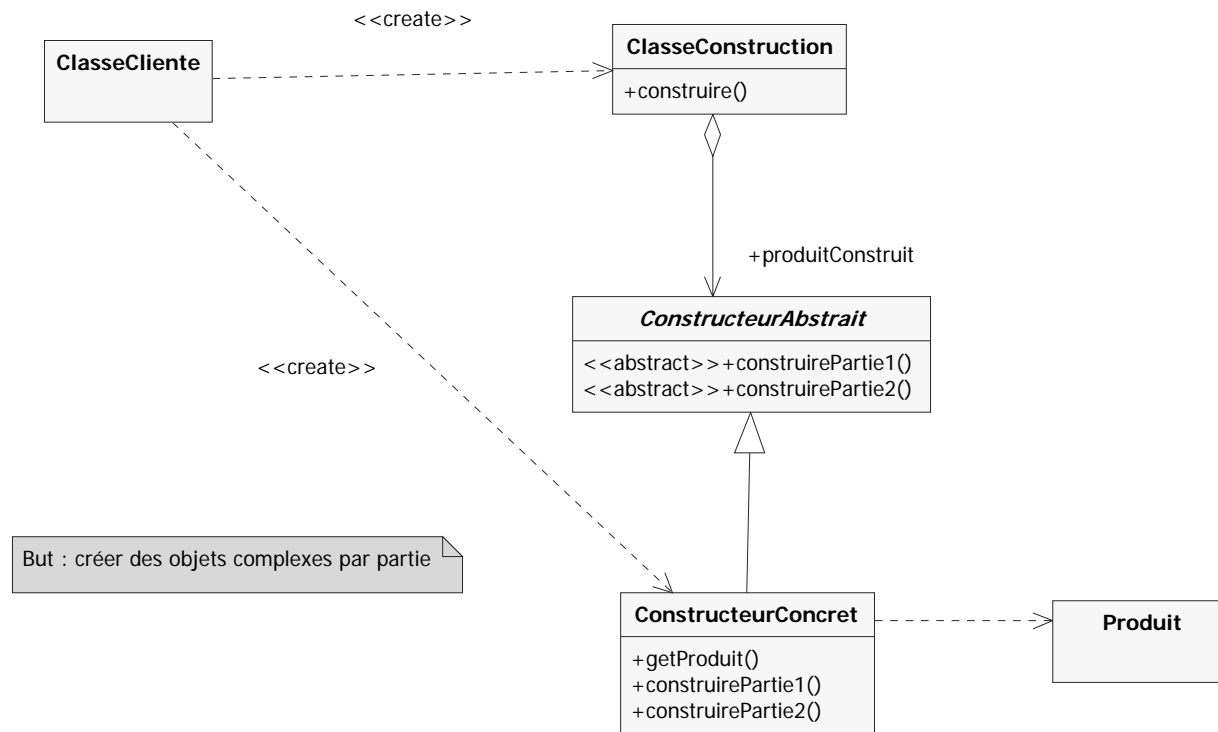 <<create>>
ClasseCliente
ClasseConstruction
+construire()
+produitConstruit
ConstructeurAbstrait
<<abstract>>+construirePartie1()
<<abstract>>+construirePartie2()
<<create>>
But : créer des objets complexes par partie
ConstructeurConcret
+getProduit()
+construirePartie1()
+construirePartie2()
Produit